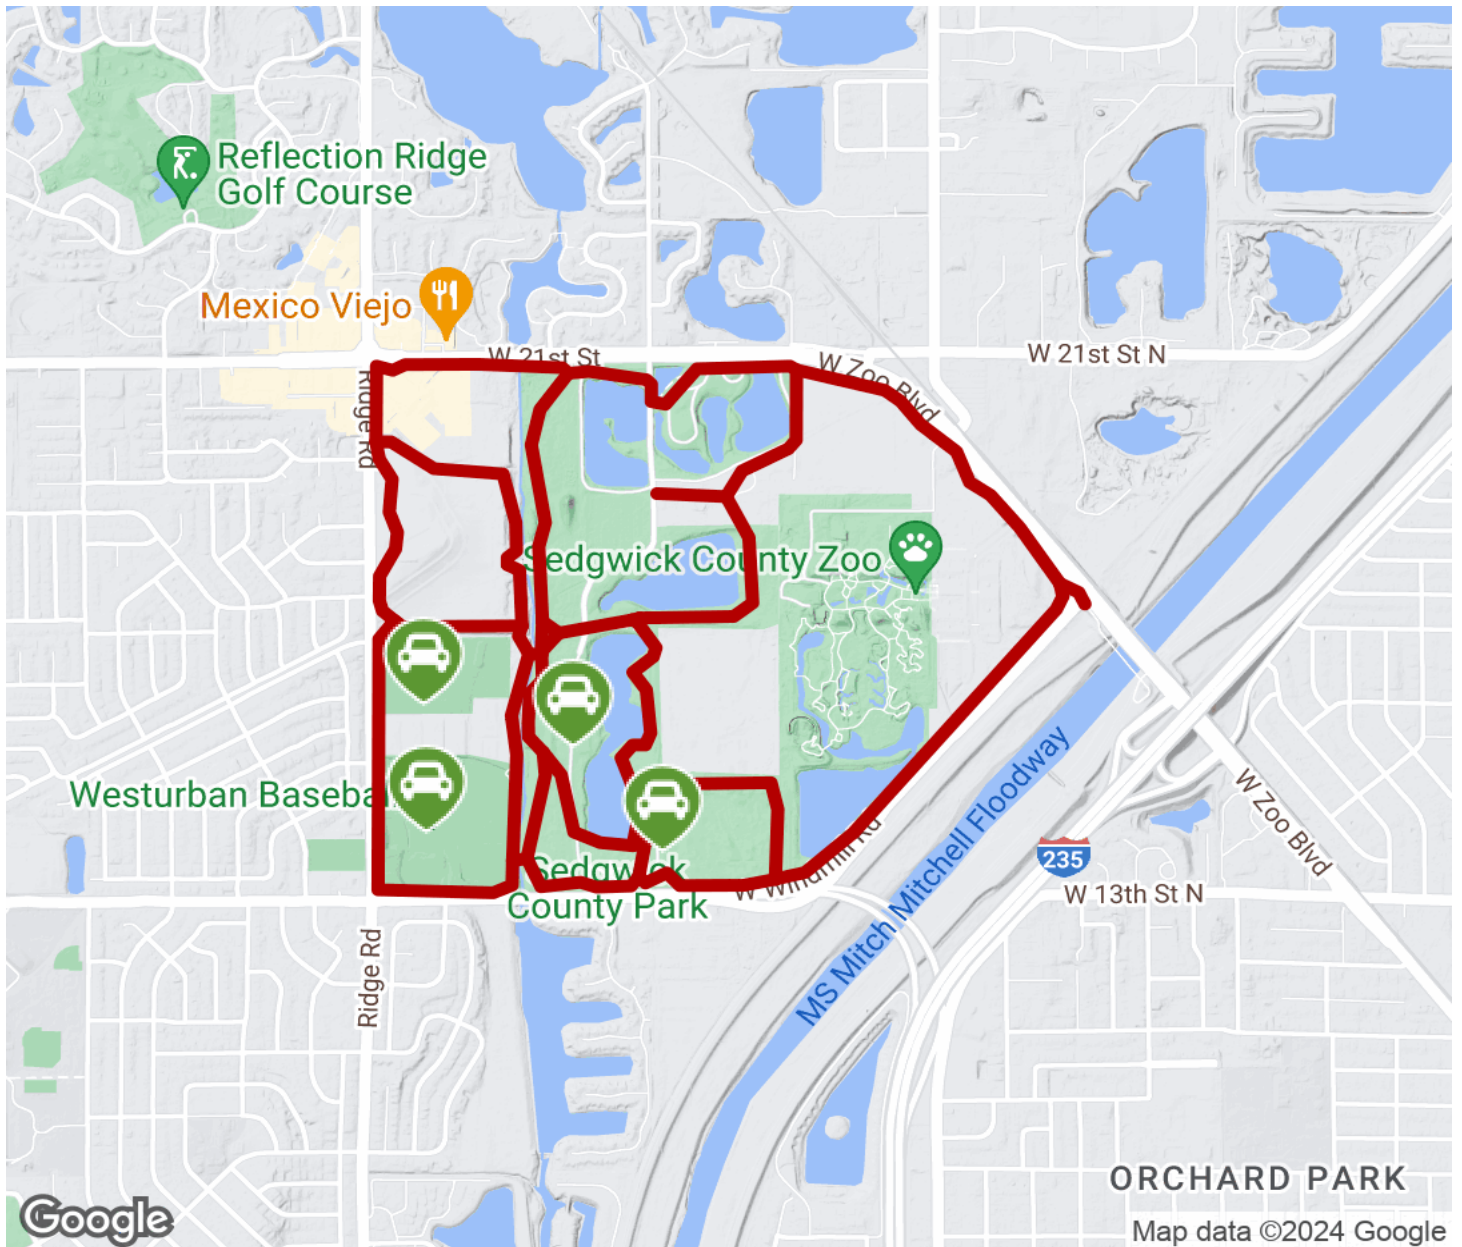 Reflection Ridge
Golf Course
Mexico Viejo
W 21st St
W 21st St N
W Zoo Blvd
Ridge Rd
Sedgwick County Zoo
Westurban Baseba
MS Mitch Mitchell Floodway
W Zoo Blvd
235
W Windmill Rd
W 13th St N
Sedgwick
County Park
Ridge Rd
ORCHARD PARK
Google
Map data ©2024 Google